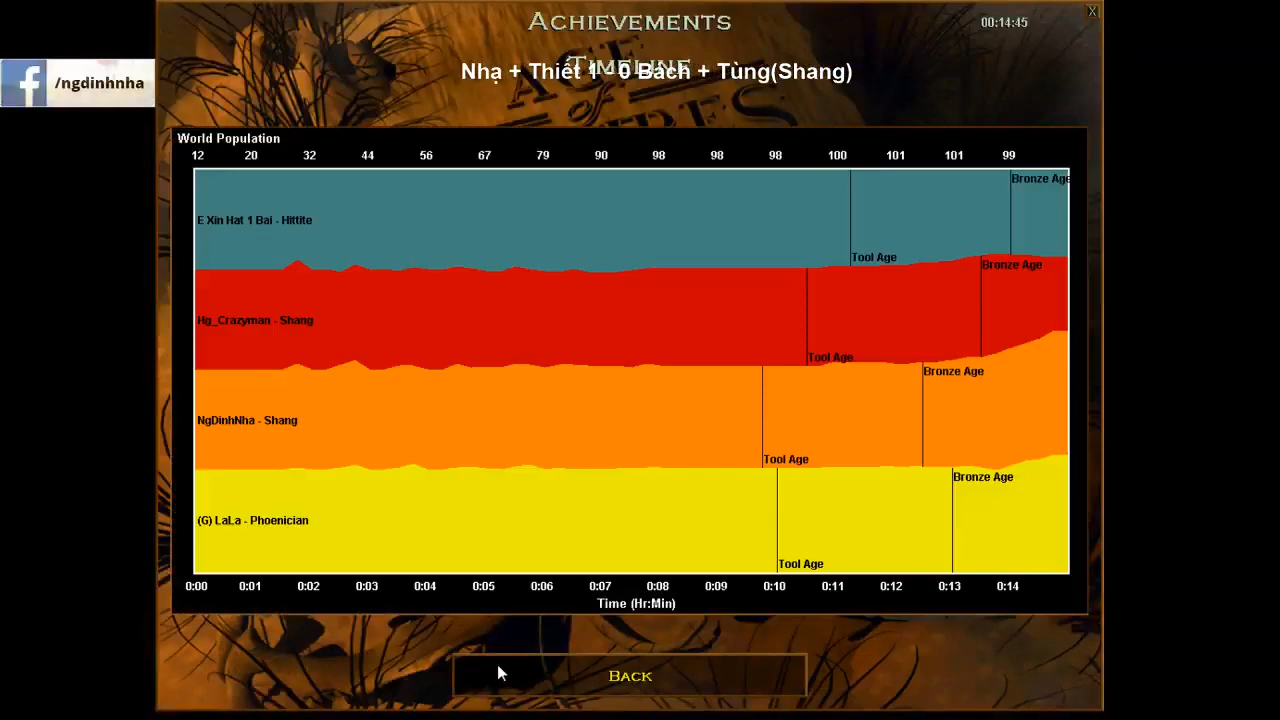 ACHIEVEMENTS
00:14:45
X
TIMELINE
Nhạ + Thiết 1 - 0 Bách + Tùng(Shang)
/ngdinhnha
AGE
of
World Population
12 20 32 44 56 67 79 90 98 98 98 100 101 101 99
Bronze Age
E Xin Hat 1 Bai - Hittite
Tool Age
Bronze Age
Hg_Crazyman - Shang
Tool Age
Bronze Age
NgDinhNha - Shang
Tool Age
Bronze Age
(G) LaLa - Phoenician
Tool Age
0:00 0:01 0:02 0:03 0:04 0:05 0:06 0:07 0:08 0:09 0:10 0:11 0:12 0:13 0:14
Time (Hr:Min)
BACK